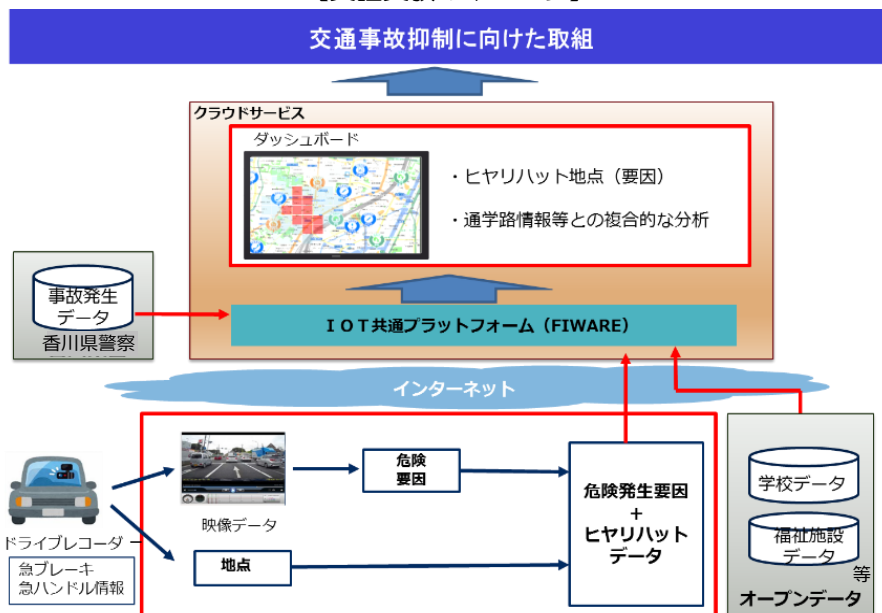 交通事故抑制に向けた取組
クラウドサービス
ダッシュボード
・ヒヤリハット地点（要因）
・通学路情報等との複合的な分析
事故発生
データ
香川県警察
ＩＯＴ共通プラットフォーム（FIWARE）
インターネット
危険
要因
映像データ
危険発生要因
+
ヒヤリハット
データ
学校データ
ドライブレコーダー
急ブレーキ
急ハンドル情報
地点
福祉施設
データ
等
オープンデータ